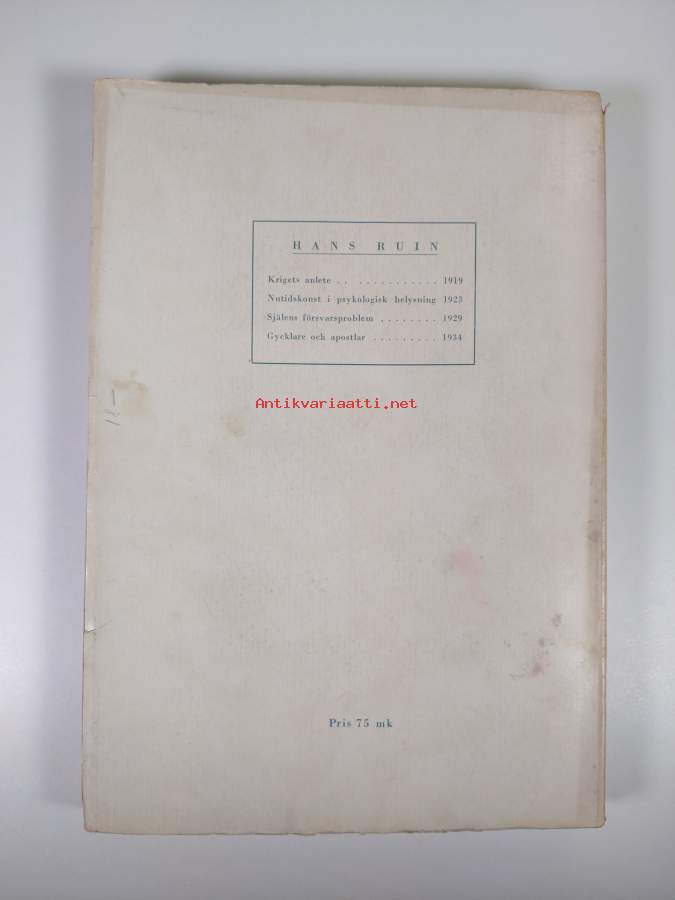 HANS RUIN
Krigets anlete . . . . . . . . . . . . . 1919
Nutidskonst i psykologisk belysning 1923
Själens försvarsproblem . . . . . . . . 1929
Gycklare och apostlar . . . . . . . . . 1934
18-
Antikvariaatti.net
Pris 75 mk